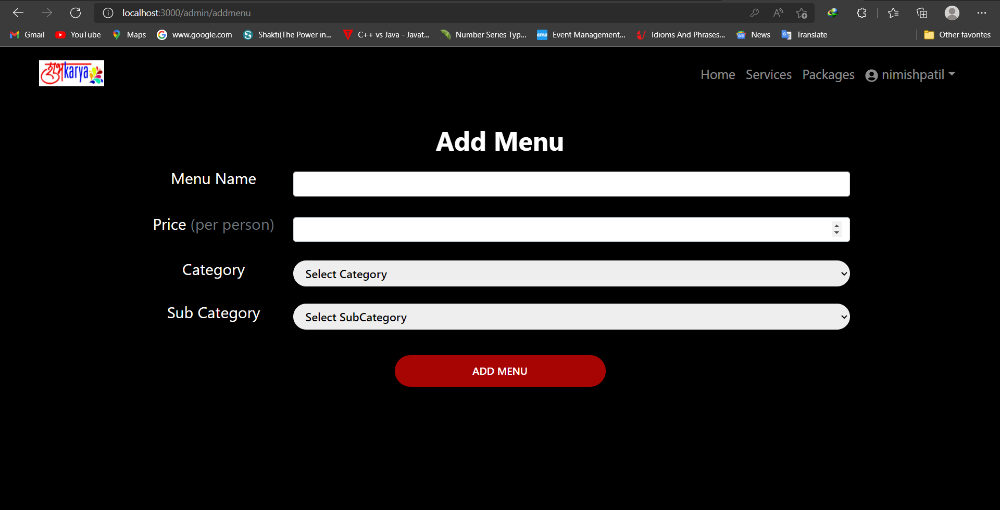 localhost:3000/admin/addmenu
Gmail YouTube Maps www.google.com Shakti(The Power in... C++ vs Java - Javat... Number Series Typ... Event Management... Idioms And Phrases... News Translate Other favorites
शुभkarya
Home Services Packages nimishpatil
Add Menu
Menu Name
Price (per person)
Category Select Category
Sub Category Select SubCategory
ADD MENU